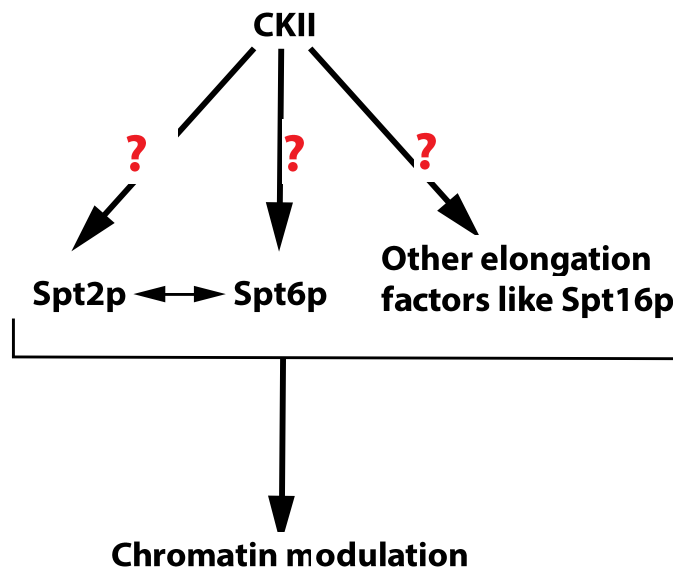 CKII
? ? ?
Spt2p Spt6p
Other elongation
factors like Spt16p
Chromatin modulation